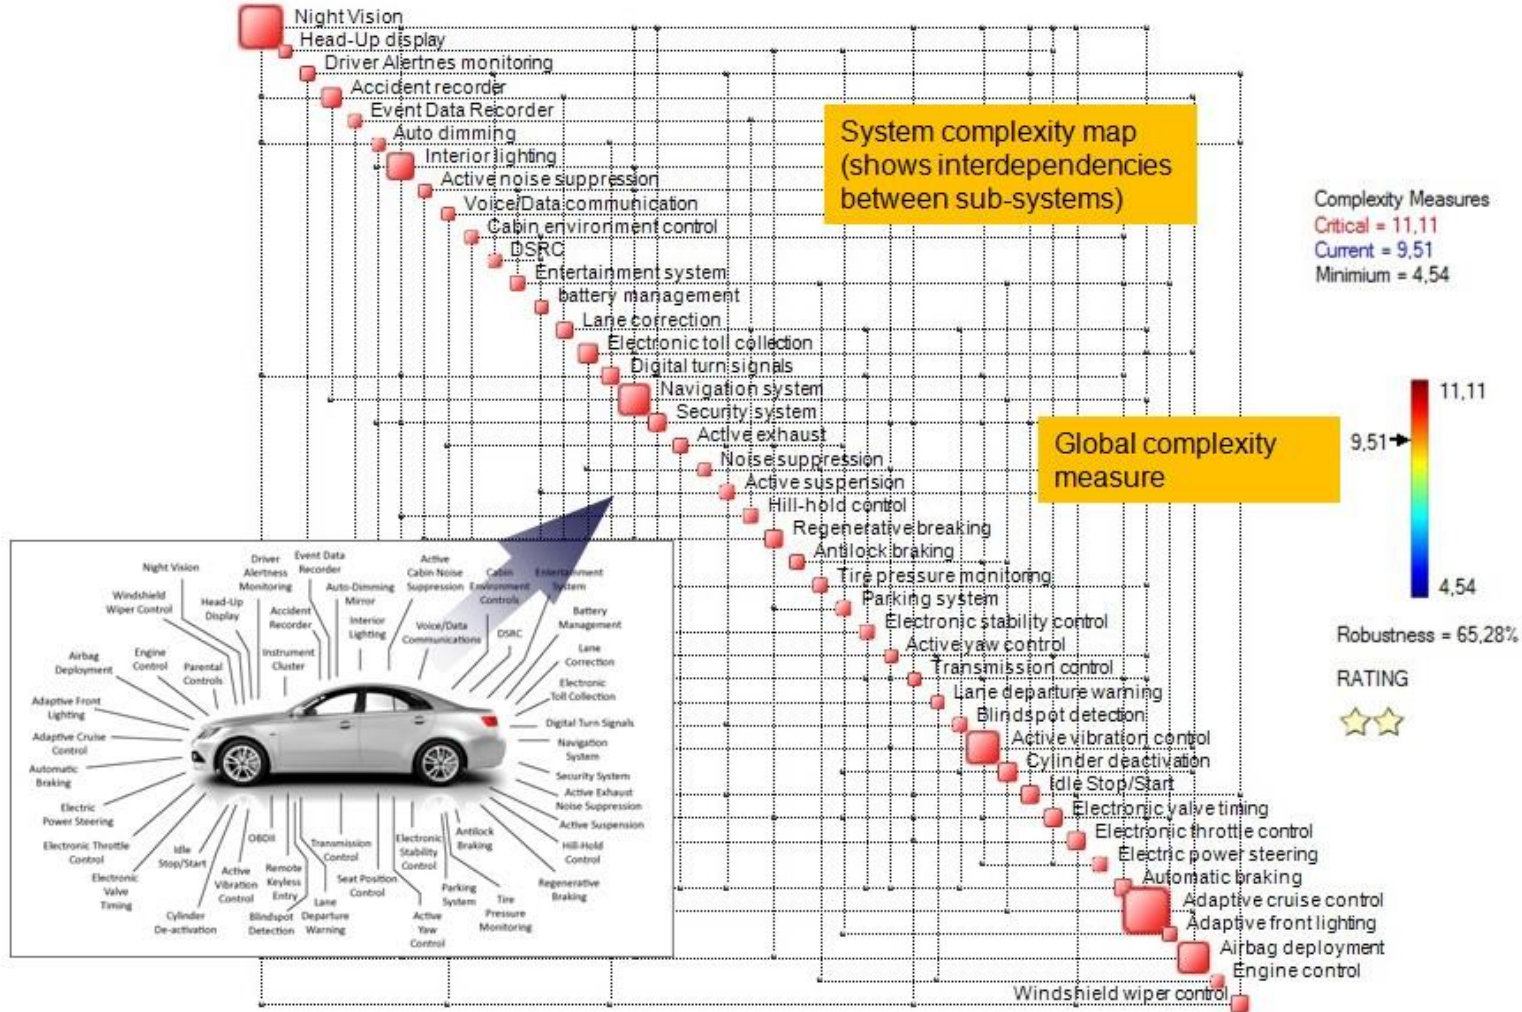 Night Vision
Head-Up display
Driver Alertnes monitoring
Accident recorder
Event Data Recorder
Auto dimming
Interior lighting
Active noise suppression
Voice/Data communication
Cabin environment control
DSRC
Entertainment system
battery management
Lane correction
Electronic toll collection
Digital turn signals
Navigation system
Security system
Active exhaust
Noise suppression
Active suspension
Hill-hold control
Regenerative breaking
Antilock braking
Tire pressure monitoring
Parking system
Electronic stability control
Active yaw control
Transmission control
Lane departure warning
Blindspot detection
Active vibration control
Cylinder deactivation
Idle Stop/Start
Electronic valve timing
Electronic throttle control
Electric power steering
Automatic braking
Adaptive cruise control
Adaptive front lighting
Airbag deployment
Engine control
Windshield wiper control
System complexity map
(shows interdependencies
between sub-systems)
Complexity Measures
Critical = 11,11
Current = 9,51
Minimium = 4,54
Global complexity
measure
11,11
9,51
4,54
Robustness = 65,28%
RATING
Night Vision
Windshield
Wiper Control
Head-Up
Display
Driver
Alertness
Monitoring
Event Data
Recorder
Accident
Recorder
Auto-Dimming
Mirror
Interior
Lighting
Active
Cabin Noise
Suppression
Cabin
Environment
Controls
Entertainment
System
Voice/Data
Communications
DSRC
Battery
Management
Lane
Correction
Electronic
Toll Collection
Digital Turn Signals
Navigation
System
Security System
Active Exhaust
Noise Suppression
Active Suspension
Hill-Hold
Control
Regenerative
Braking
Antilock
Braking
Tire
Pressure
Monitoring
Parking
System
Electronic
Stability
Control
Active
Yaw
Control
Seat Position
Control
Transmission
Control
Lane
Departure
Warning
Remote
Keyless
Entry
Blindspot
Detection
OBDII
Active
Vibration
Control
Cylinder
De-activation
Idle
Stop/Start
Electronic
Valve
Timing
Electronic Throttle
Control
Electric
Power Steering
Automatic
Braking
Adaptive Cruise
Control
Adaptive Front
Lighting
Airbag
Deployment
Engine
Control
Parental
Controls
Instrument
Cluster